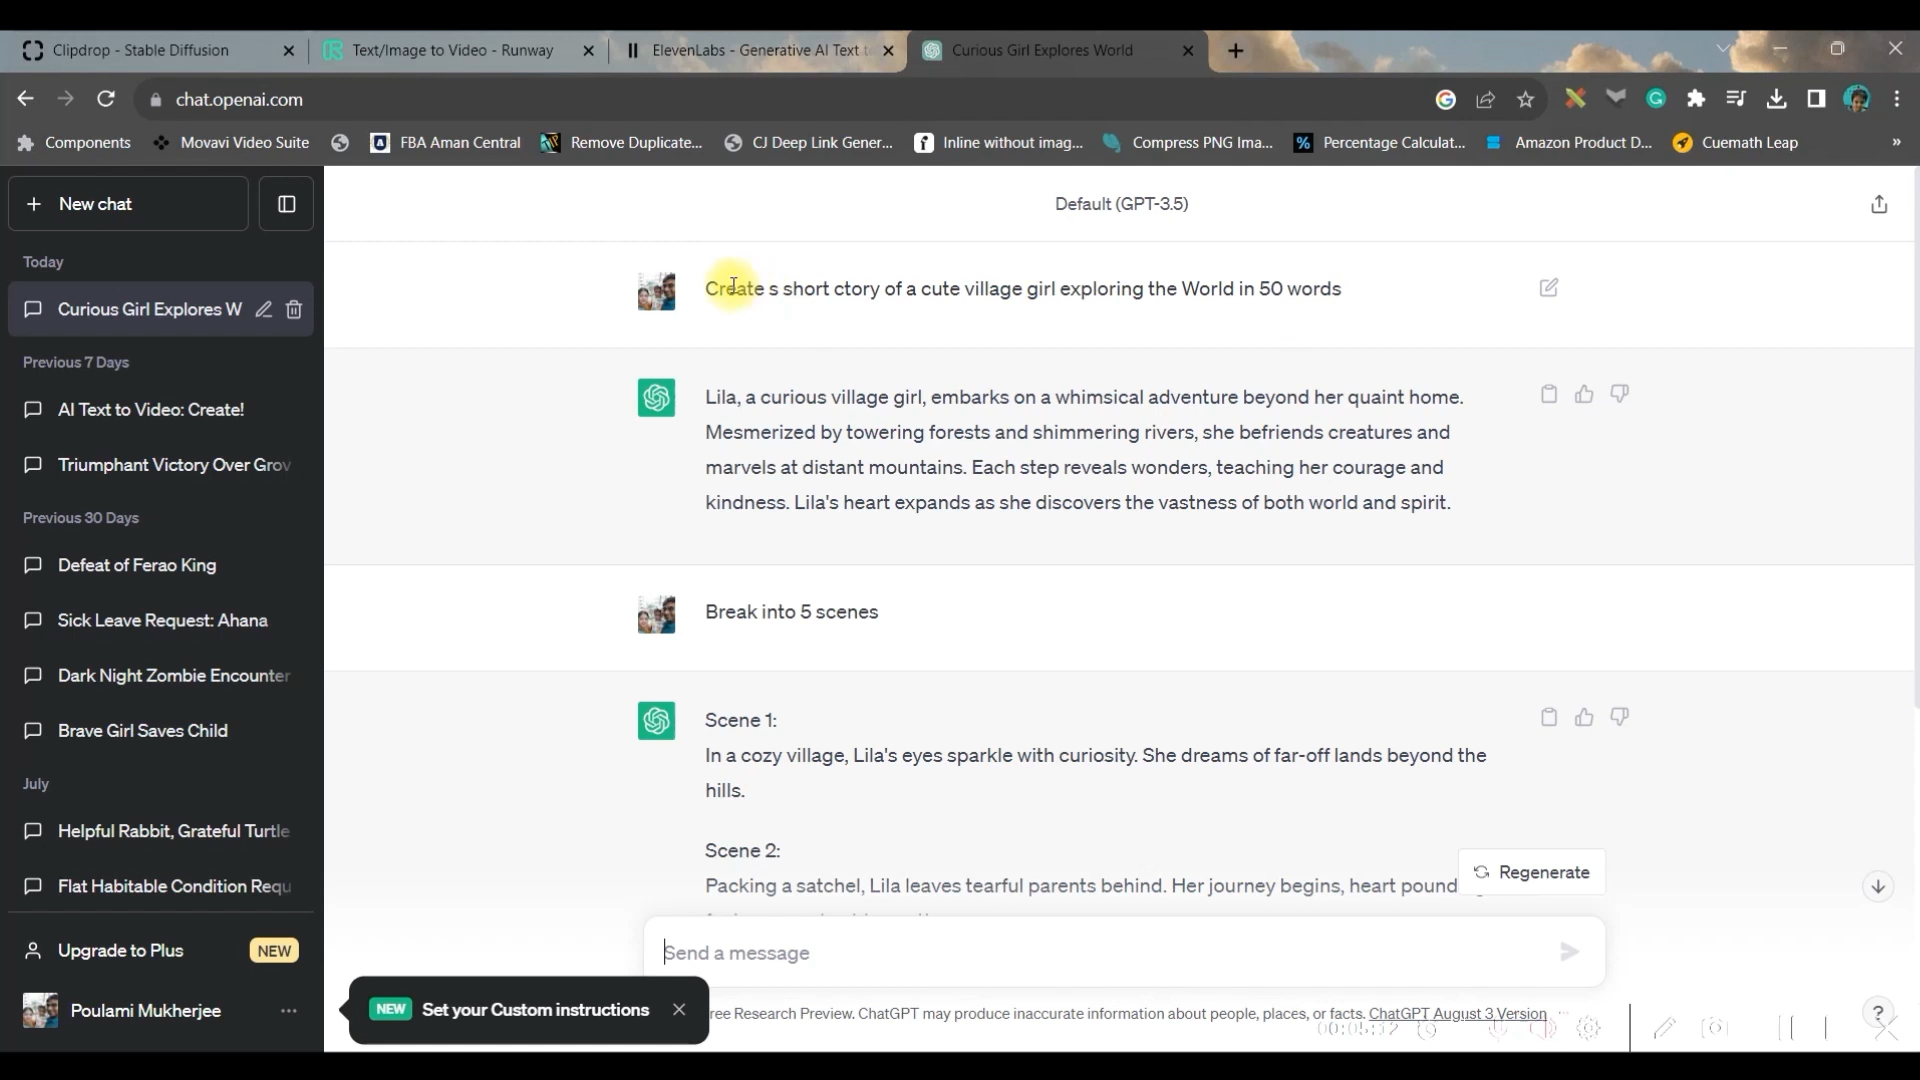 Clipdrop - Stable Diffusion
Text/Image to Video - Runway
ElevenLabs - Generative AI Text to
Curious Girl Explores World
chat.openai.com
Components
Movavi Video Suite
FBA Aman Central
Remove Duplicate...
CJ Deep Link Gener...
Inline without imag...
Compress PNG Ima...
Percentage Calculat...
Amazon Product D...
Cuemath Leap
»
+ New chat
Default (GPT-3.5)
Today
Curious Girl Explores W
Previous 7 Days
AI Text to Video: Create!
Triumphant Victory Over Grov
Previous 30 Days
Defeat of Ferao King
Sick Leave Request: Ahana
Dark Night Zombie Encounter
Brave Girl Saves Child
July
Helpful Rabbit, Grateful Turtle
Flat Habitable Condition Requ
Upgrade to Plus NEW
Poulami Mukherjee ...
Create s short ctory of a cute village girl exploring the World in 50 words
Lila, a curious village girl, embarks on a whimsical adventure beyond her quaint home.
Mesmerized by towering forests and shimmering rivers, she befriends creatures and
marvels at distant mountains. Each step reveals wonders, teaching her courage and
kindness. Lila's heart expands as she discovers the vastness of both world and spirit.
Break into 5 scenes
Scene 1:
In a cozy village, Lila's eyes sparkle with curiosity. She dreams of far-off lands beyond the
hills.
Scene 2:
Packing a satchel, Lila leaves tearful parents behind. Her journey begins, heart pound
Regenerate
Send a message
NEW Set your Custom instructions
ree Research Preview. ChatGPT may produce inaccurate information about people, places, or facts. ChatGPT August 3 Version
?